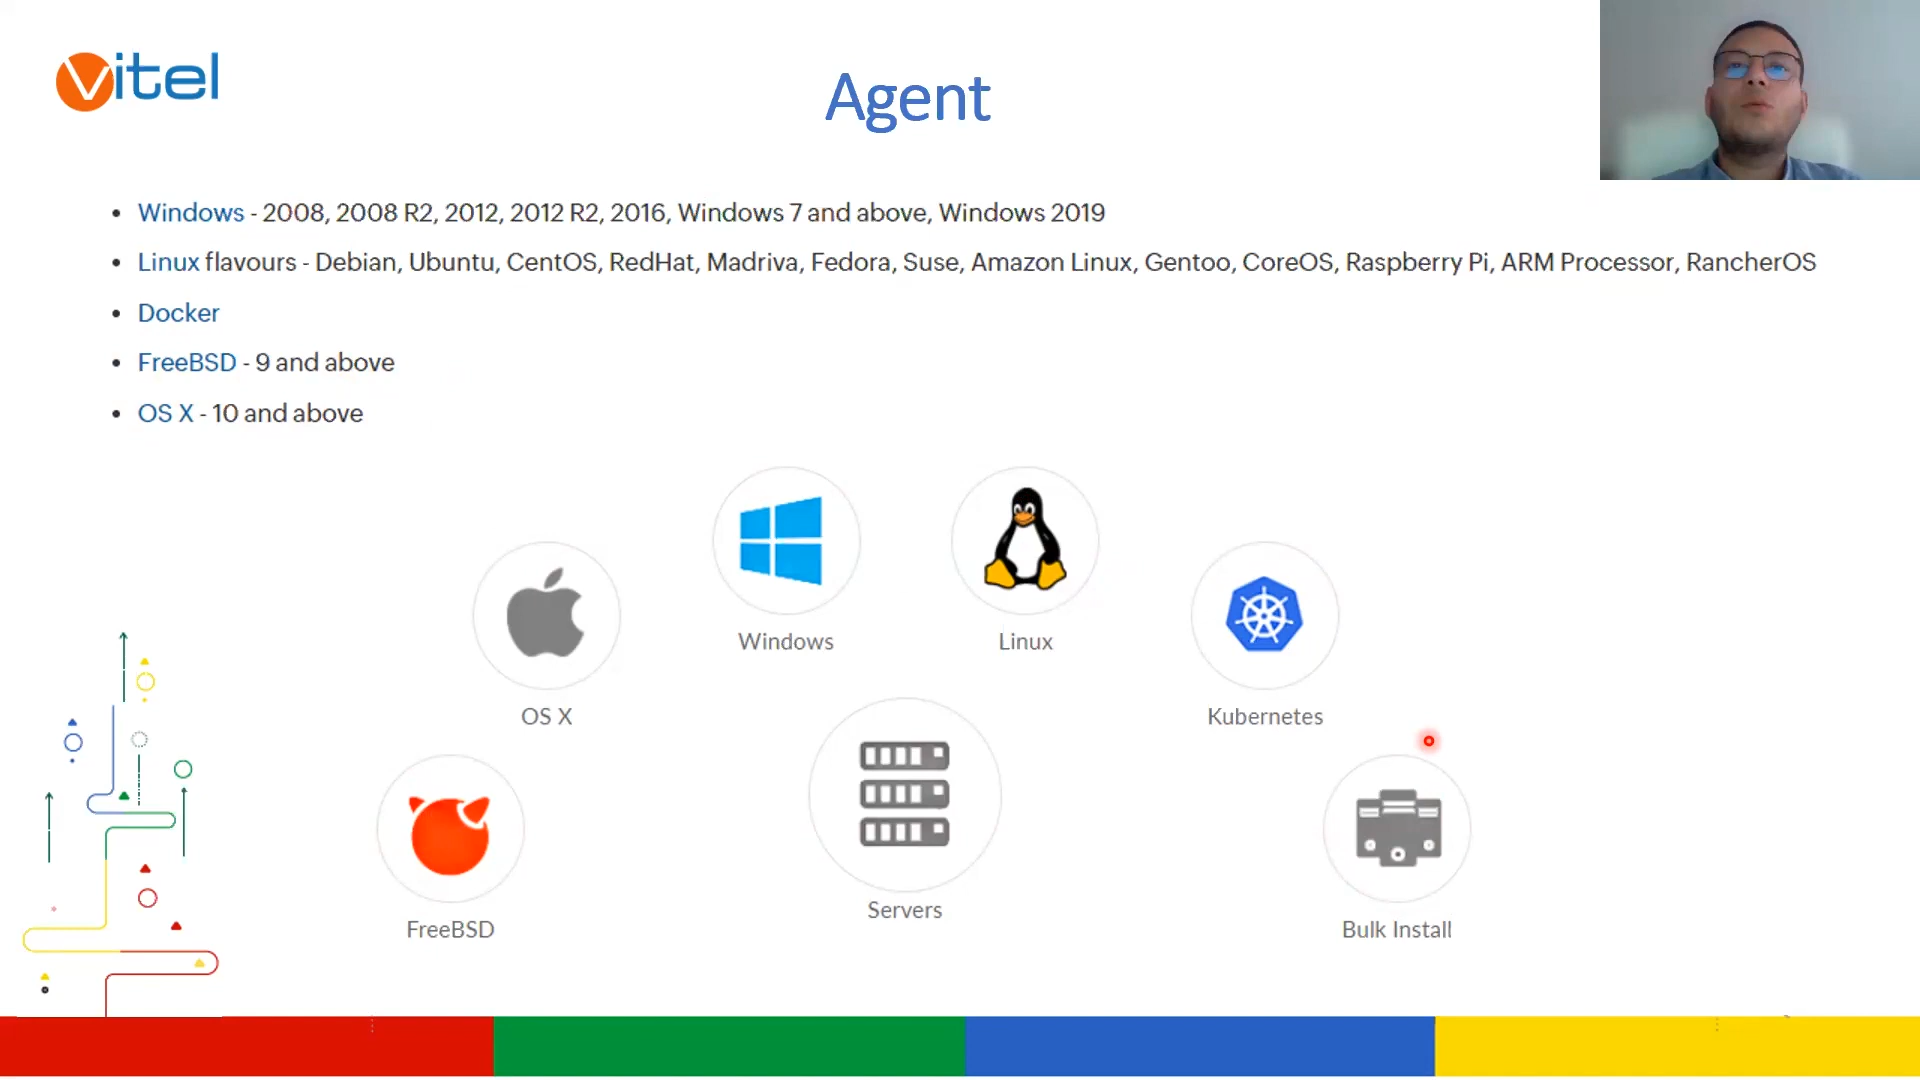 vitel
Agent
• Windows - 2008, 2008 R2, 2012, 2012 R2, 2016, Windows 7 and above, Windows 2019
• Linux flavours - Debian, Ubuntu, CentOS, RedHat, Madriva, Fedora, Suse, Amazon Linux, Gentoo, CoreOS, Raspberry Pi, ARM Processor, RancherOS
• Docker
• FreeBSD - 9 and above
• OS X - 10 and above
Windows
Linux
OS X
Kubernetes
Servers
FreeBSD
Bulk Install